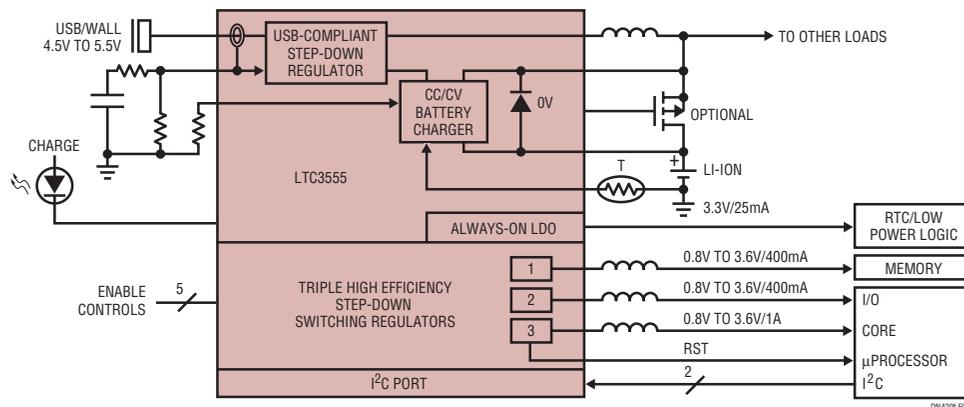 USB/WALL
4.5V TO 5.5V
USB-COMPLIANT
STEP-DOWN
REGULATOR
TO OTHER LOADS
CC/CV
BATTERY
CHARGER
0V
OPTIONAL
CHARGE
LTC3555
T
+
LI-ION
3.3V/25mA
ALWAYS-ON LDO
RTC/LOW
POWER LOGIC
1
0.8V TO 3.6V/400mA
MEMORY
ENABLE
CONTROLS
5
TRIPLE HIGH EFFICIENCY
STEP-DOWN
SWITCHING REGULATORS
2
0.8V TO 3.6V/400mA
I/O
3
0.8V TO 3.6V/1A
CORE
RST
µPROCESSOR
I²C PORT
2
I²C